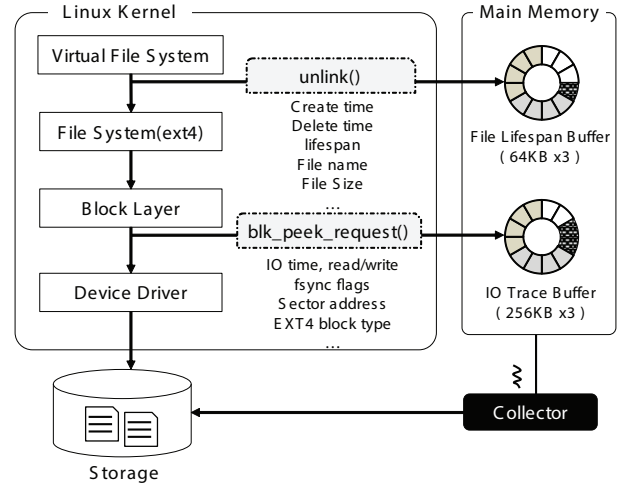 Linux Kernel
Virtual File System
File System(ext4)
Block Layer
Device Driver
unlink()
Create time
Delete time
lifespan
File name
File Size
...
blk_peek_request()
IO time, read/write
fsync flags
Sector address
EXT4 block type
...
Main Memory
File Lifespan Buffer
( 64KB x3 )
IO Trace Buffer
( 256KB x3 )
Collector
Storage